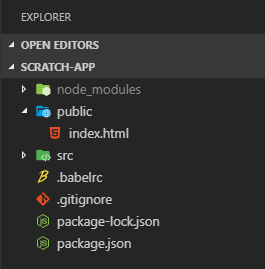 EXPLORER
OPEN EDITORS
SCRATCH-APP
node_modules
public
index.html
src
.babelrc
.gitignore
package-lock.json
package.json